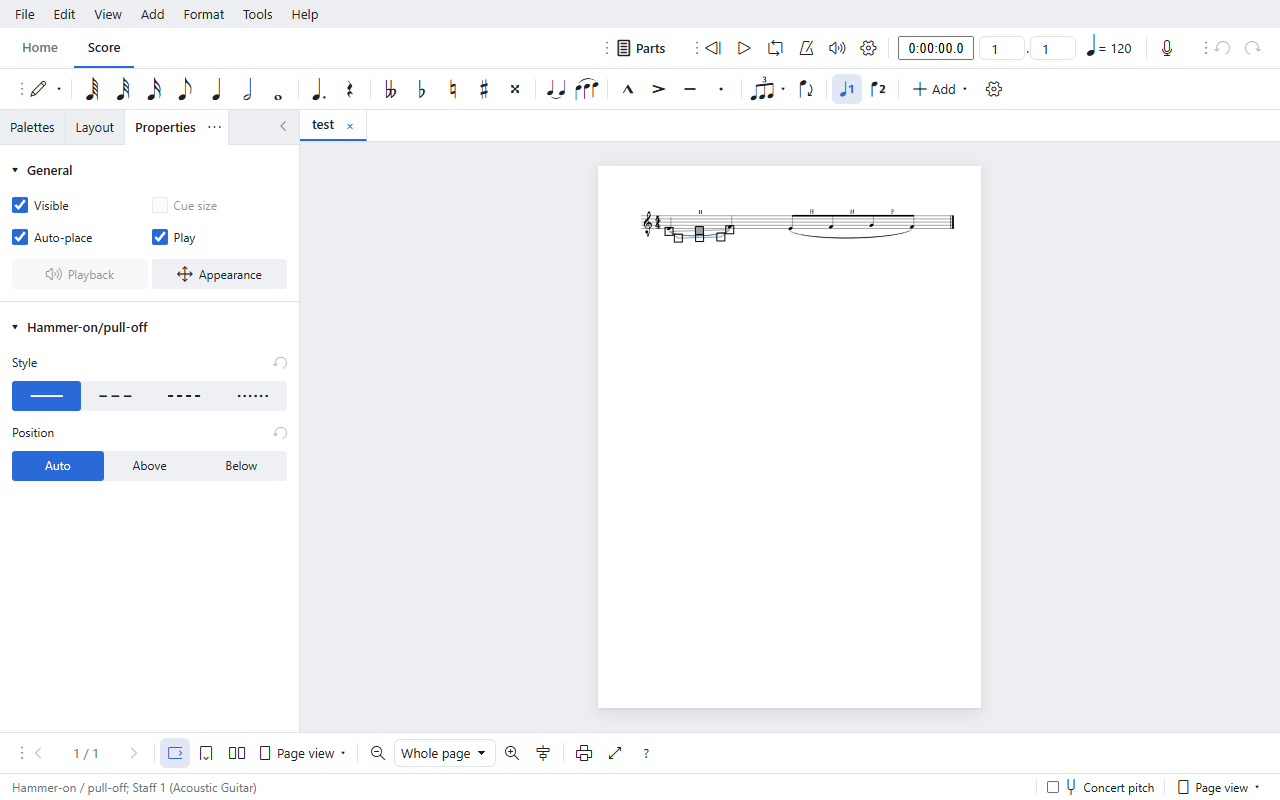 File Edit View Add Format Tools Help
Home Score Parts 0:00:00.0 1 . 1 = 120
3 1 2 Add
Palettes Layout Properties ··· test ×
General
Visible Cue size
Auto-place Play
Playback Appearance
H H H P
Hammer-on/pull-off
Style
Position
Auto Above Below
1 / 1 Page view Whole page ?
Hammer-on / pull-off; Staff 1 (Acoustic Guitar) Concert pitch Page view